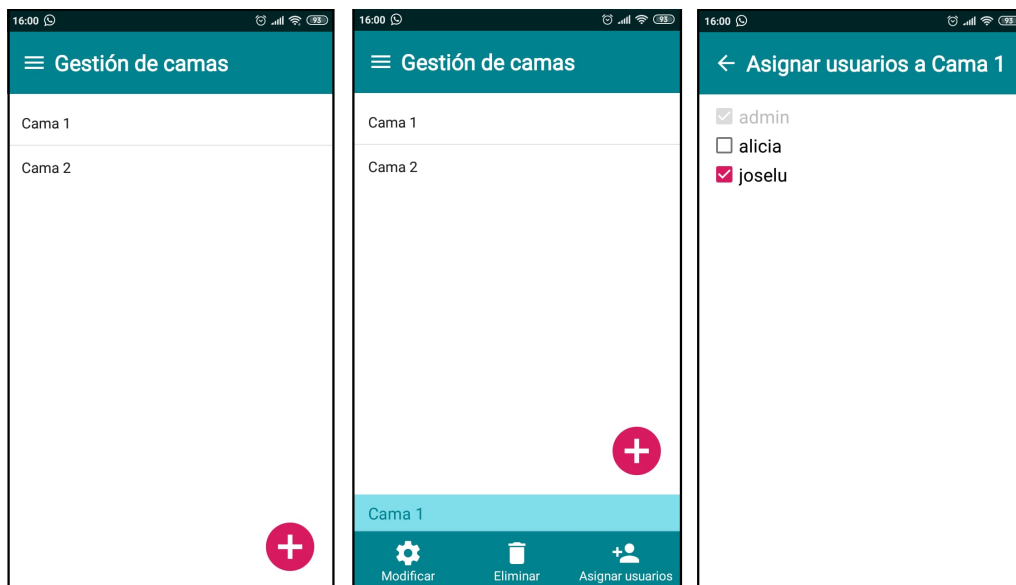 16:00
93
Gestión de camas
Cama 1
Cama 2
16:00
93
Gestión de camas
Cama 1
Cama 2
Cama 1
Modificar Eliminar Asignar usuarios
16:00
93
Asignar usuarios a Cama 1
admin
alicia
joselu